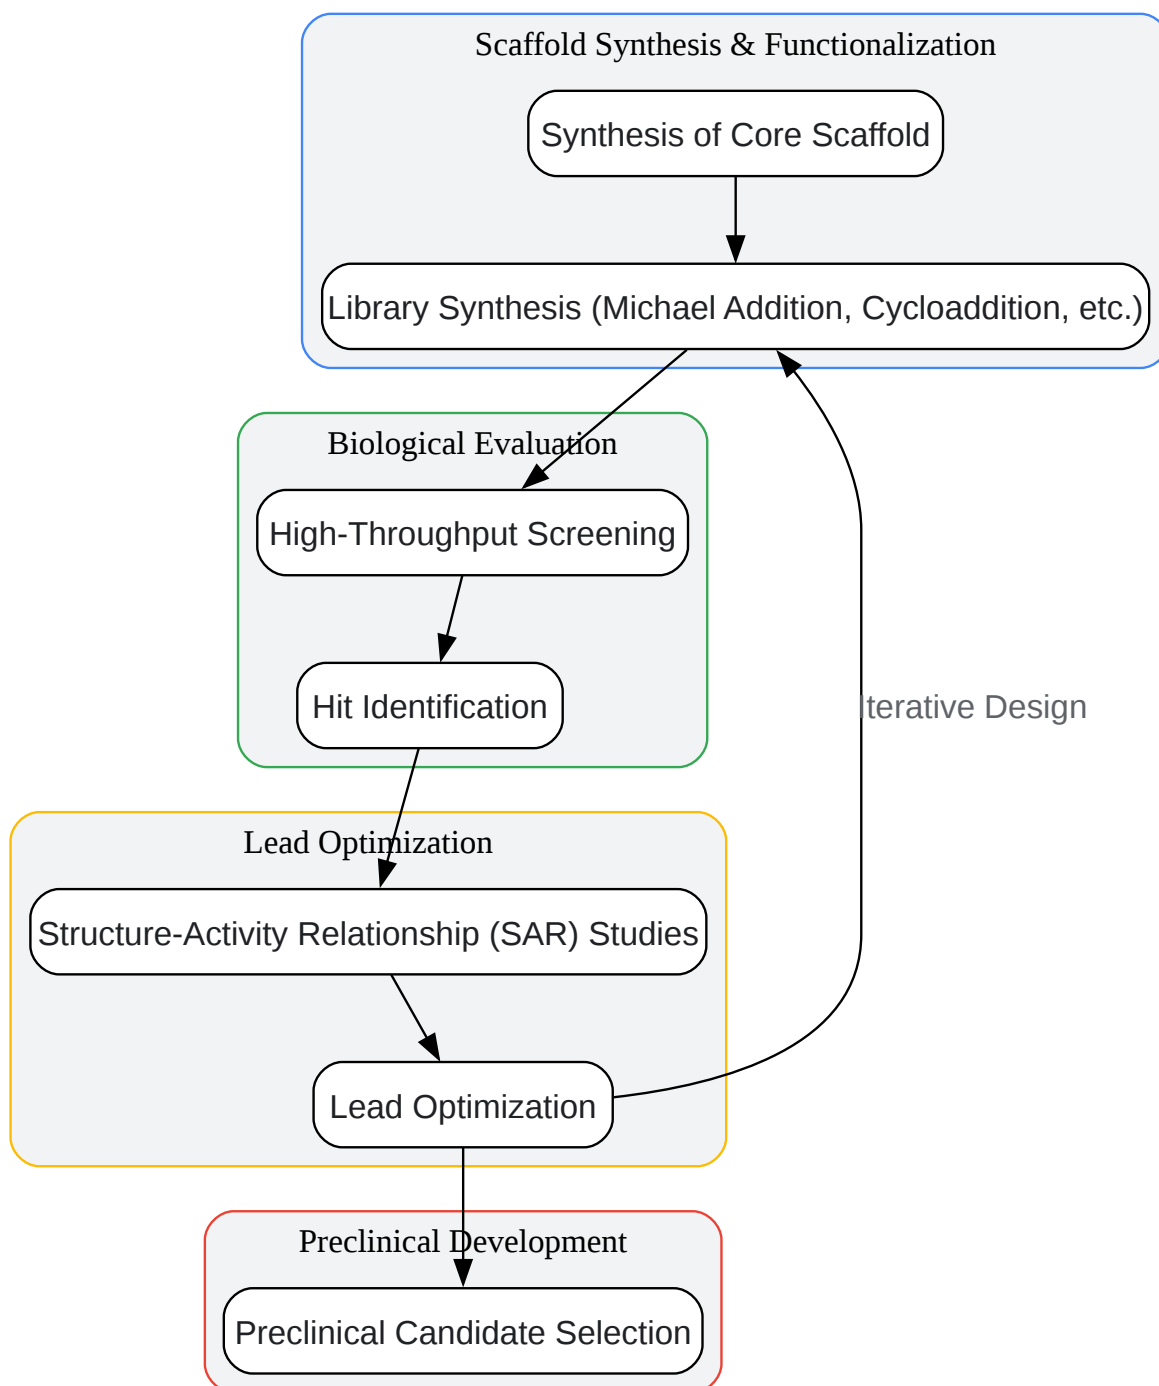 Scaffold Synthesis & Functionalization
Synthesis of Core Scaffold
Library Synthesis (Michael Addition, Cycloaddition, etc.)
Biological Evaluation
High-Throughput Screening
Hit Identification
Iterative Design
Lead Optimization
Structure-Activity Relationship (SAR) Studies
Lead Optimization
Preclinical Development
Preclinical Candidate Selection